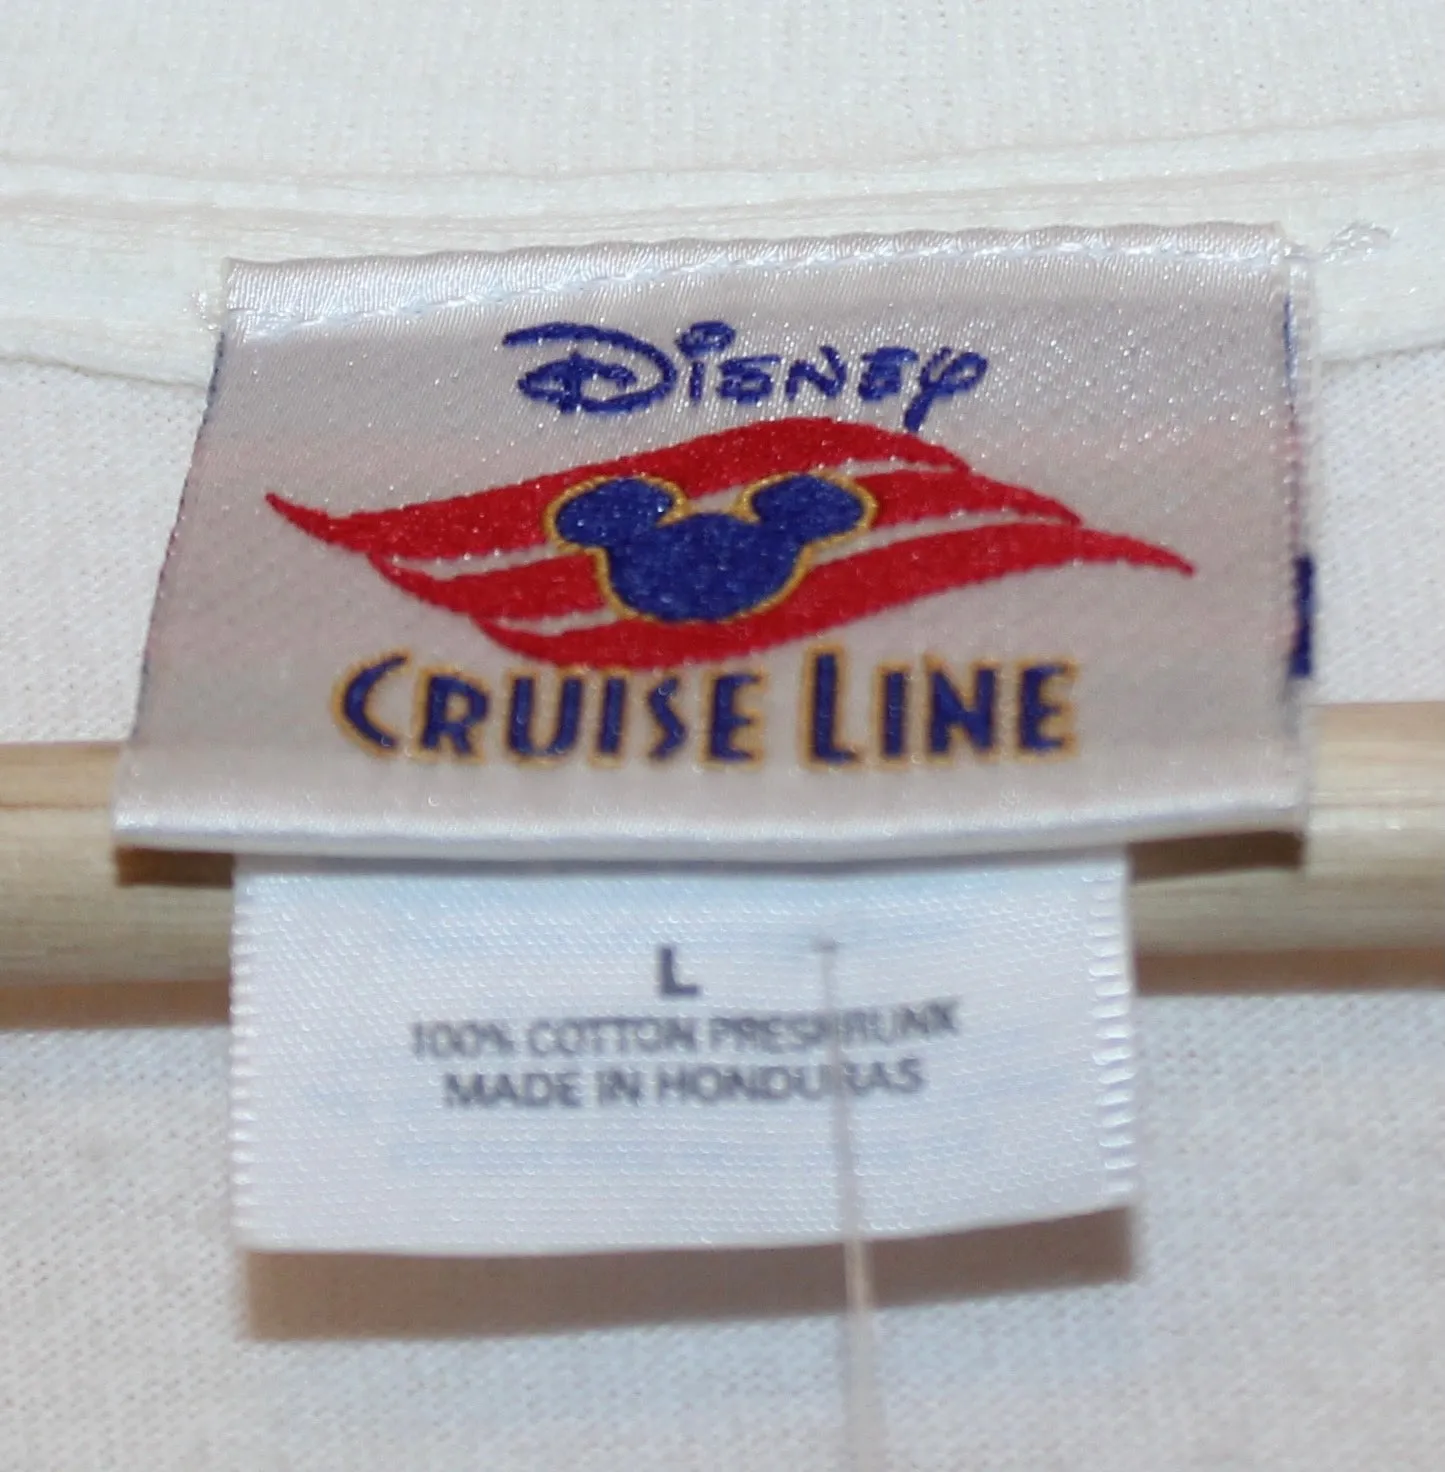 Disney
CRUISE LINE
L
100% COTTON PRESHRUNK
MADE IN HONDURAS